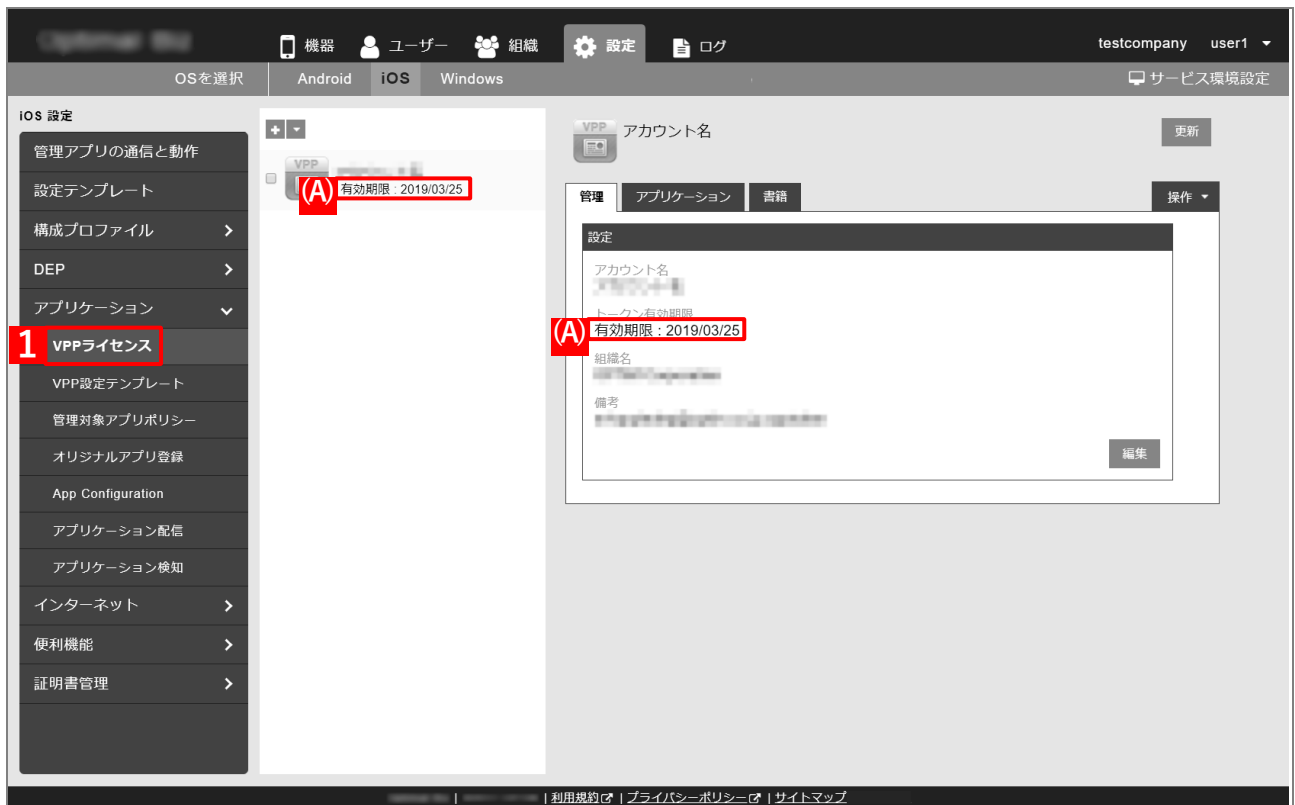 機器 ユーザー 組織 設定 ログ testcompany user1
OSを選択 Android iOS Windows サービス環境設定
iOS 設定
管理アプリの通信と動作
設定テンプレート
構成プロファイル
DEP
アプリケーション
1 VPPライセンス
VPP設定テンプレート
管理対象アプリポリシー
オリジナルアプリ登録
App Configuration
アプリケーション配信
アプリケーション検知
インターネット
便利機能
証明書管理
VPP
(A) 有効期限 : 2019/03/25
VPP アカウント名 更新
管理 アプリケーション 書籍 操作
設定
アカウント名
トークン有効期限
(A) 有効期限 : 2019/03/25
組織名
備考
編集
| | 利用規約 | プライバシーポリシー | サイトマップ